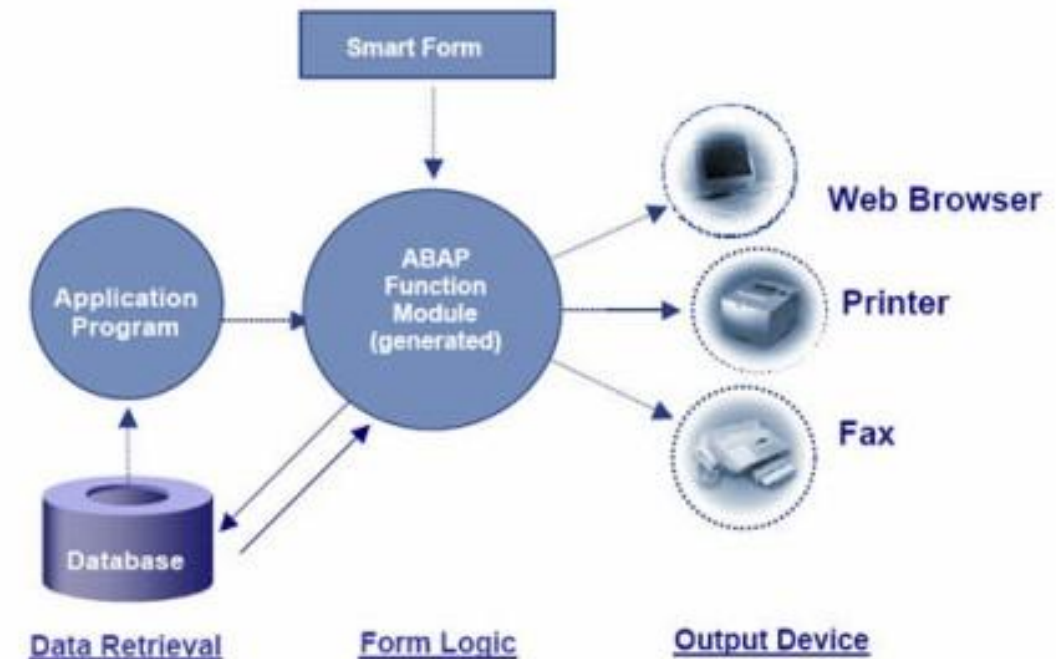 Smart Form
ABAP
Function
Module
(generated)
Application
Program
Database
Web Browser
Printer
Fax
Data Retrieval
Form Logic
Output Device